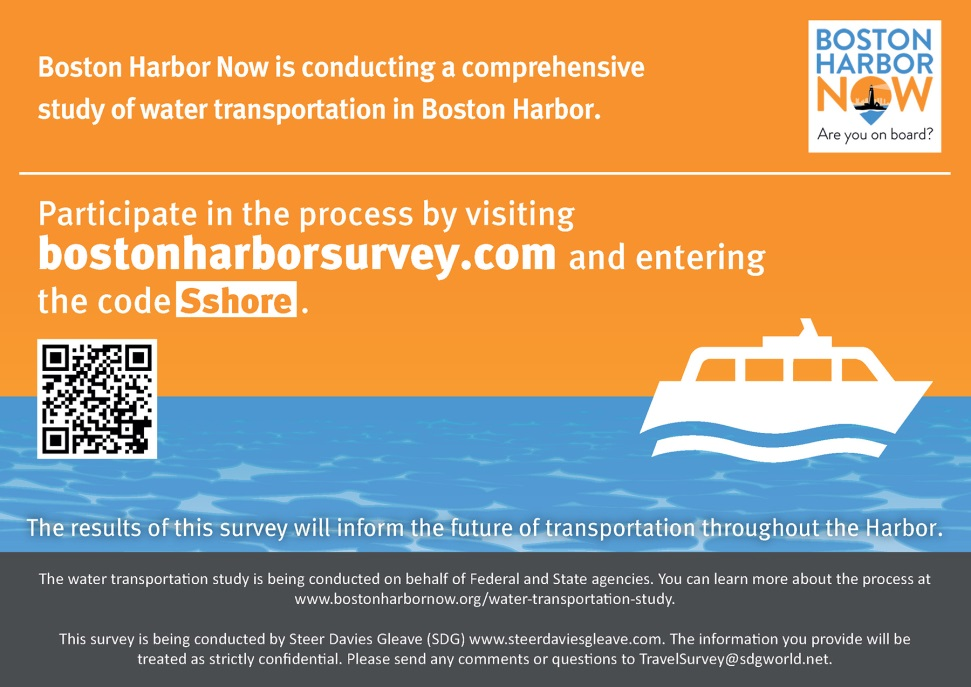 Boston Harbor Now is conducting a comprehensive
study of water transportation in Boston Harbor.
BOSTON
HARBOR
NOW
Are you on board?
Participate in the process by visiting
bostonharborsurvey.com and entering
the code Sshore.
The results of this survey will inform the future of transportation throughout the Harbor.
The water transportation study is being conducted on behalf of Federal and State agencies. You can learn more about the process at
www.bostonharbornow.org/water-transportation-study.
This survey is being conducted by Steer Davies Gleave (SDG) www.steerdaviesgleave.com. The information you provide will be
treated as strictly confidential. Please send any comments or questions to TravelSurvey@sdgworld.net.